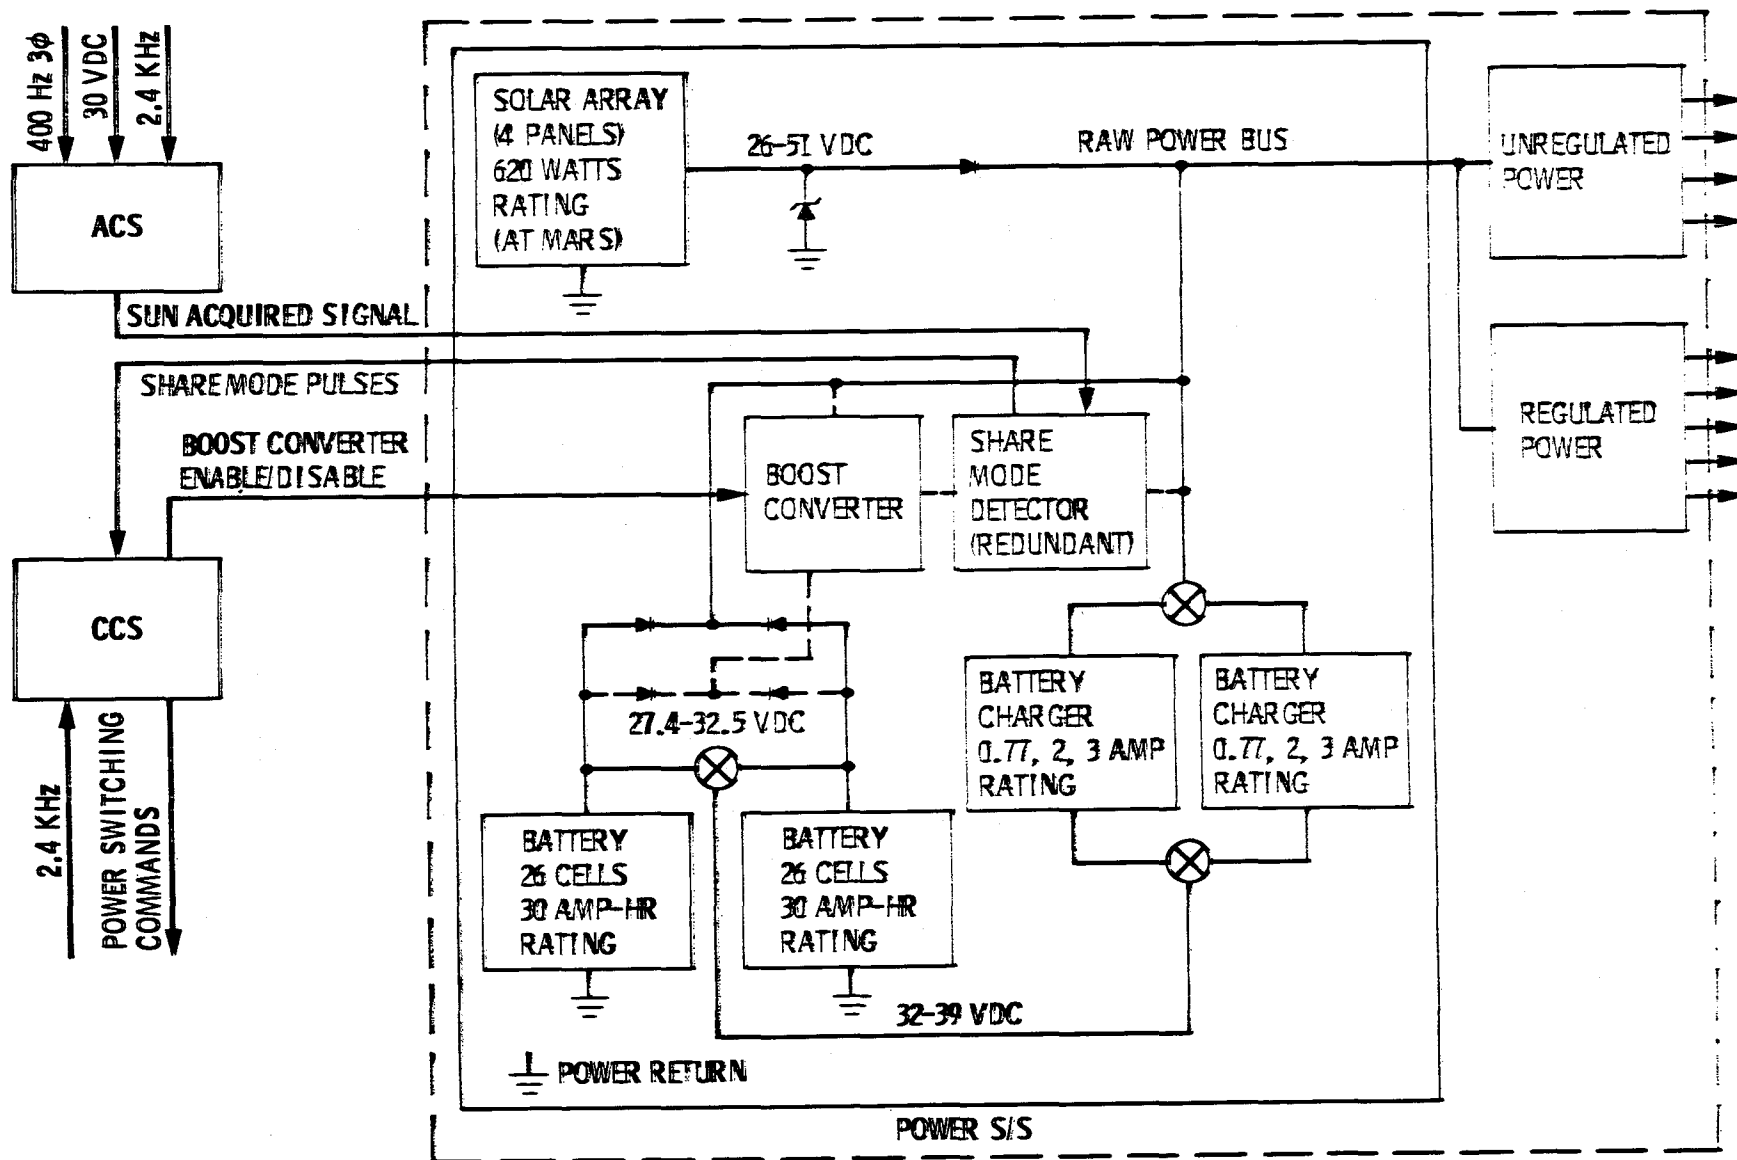 400 Hz 3ϕ
30 VDC
2.4 KHz
ACS
SUN ACQUIRED SIGNAL
SHARE MODE PULSES
BOOST CONVERTER
ENABLE/DISABLE
CCS
2.4 KHz
POWER SWITCHING
COMMANDS
SOLAR ARRAY
(4 PANELS)
620 WATTS
RATING
(AT MARS)
26-51 VDC
RAW POWER BUS
UNREGULATED
POWER
REGULATED
POWER
BOOST
CONVERTER
SHARE
MODE
DETECTOR
(REDUNDANT)
27.4-32.5 VDC
BATTERY
CHARGER
0.77, 2, 3 AMP
RATING
BATTERY
CHARGER
0.77, 2, 3 AMP
RATING
BATTERY
26 CELLS
30 AMP-HR
RATING
BATTERY
26 CELLS
30 AMP-HR
RATING
32-39 VDC
POWER RETURN
POWER S/S